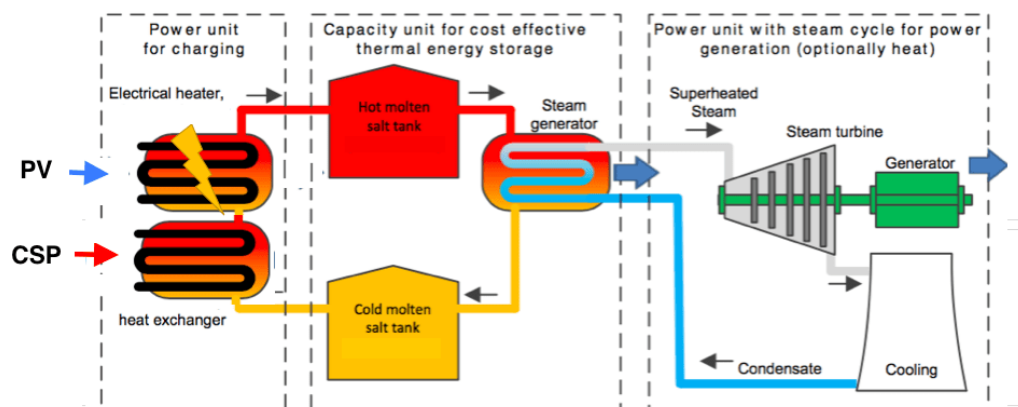 Power unit
for charging
Capacity unit for cost effective
thermal energy storage
Power unit with steam cycle for power
generation (optionally heat)
Electrical heater,
Hot molten
salt tank
Steam
generator
Superheated
Steam
Steam turbine
Generator
PV
CSP
heat exchanger
Cold molten
salt tank
Condensate
Cooling